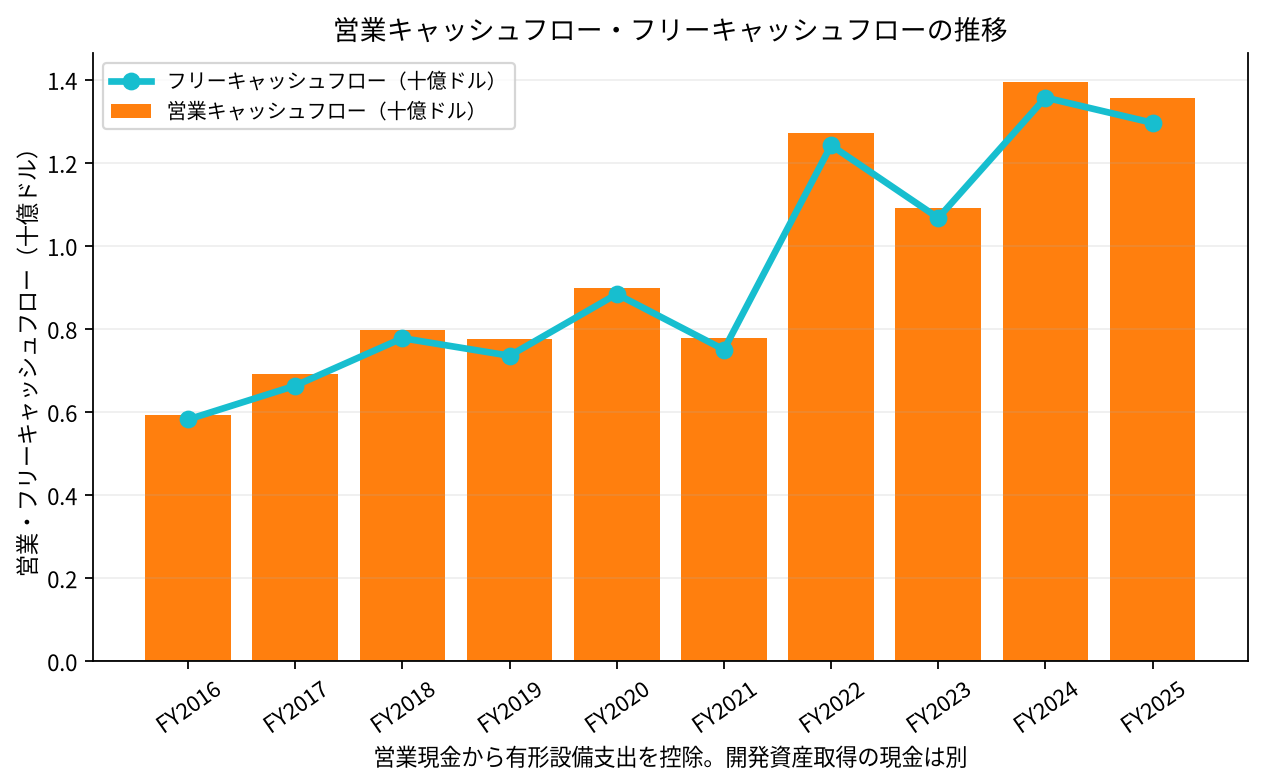 営業キャッシュフロー・フリーキャッシュフローの推移
フリーキャッシュフロー（十億ドル）
営業キャッシュフロー（十億ドル）
営業・フリーキャッシュフロー（十億ドル）
1.4
1.2
1.0
0.8
0.6
0.4
0.2
0.0
FY2016
FY2017
FY2018
FY2019
FY2020
FY2021
FY2022
FY2023
FY2024
FY2025
営業現金から有形設備支出を控除。開発資産取得の現金は別